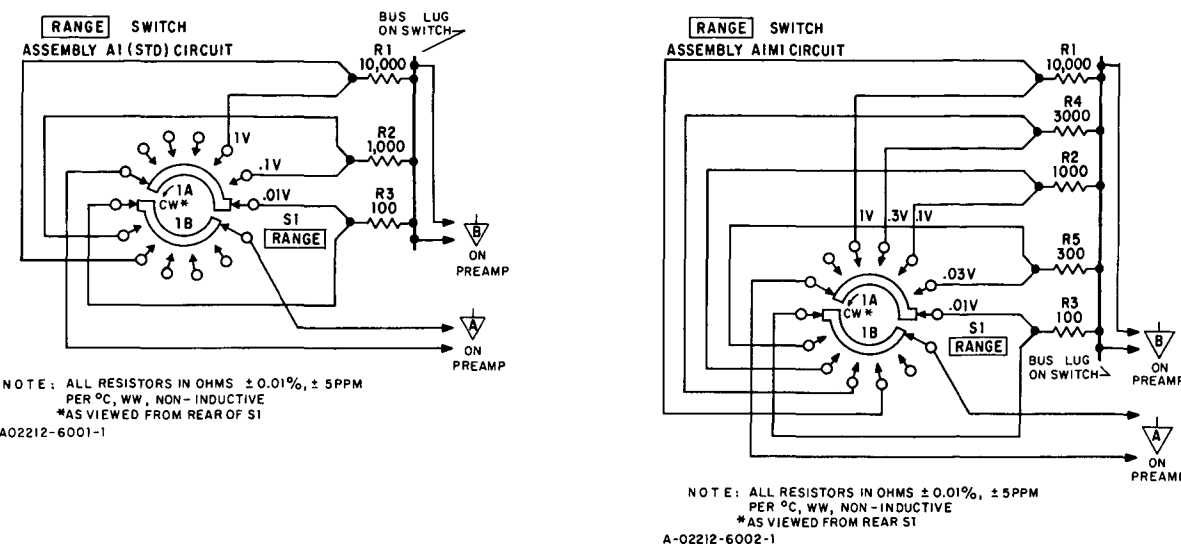 RANGE SWITCH
ASSEMBLY A1 (STD) CIRCUIT
BUS LUG
ON SWITCH
R1
10,000
R2
1,000
R3
100
1V
.1V
.01V
1A
CW*
1B
S1
RANGE
B
ON
PREAMP
A
ON
PREAMP
NOTE: ALL RESISTORS IN OHMS ±0.01%, ± 5PPM
PER °C, WW, NON-INDUCTIVE
*AS VIEWED FROM REAR OF S1
A02212-6001-1
RANGE SWITCH
ASSEMBLY A1M1 CIRCUIT
R1
10,000
R4
3000
R2
1000
R5
300
R3
100
1V .3V .1V
.03V
.01V
1A
CW*
1B
S1
RANGE
BUS LUG
ON SWITCH
B
ON
PREAMP
A
ON
PREAMP
NOTE: ALL RESISTORS IN OHMS ±0.01%, ±5PPM
PER °C, WW, NON-INDUCTIVE
*AS VIEWED FROM REAR S1
A-02212-6002-1